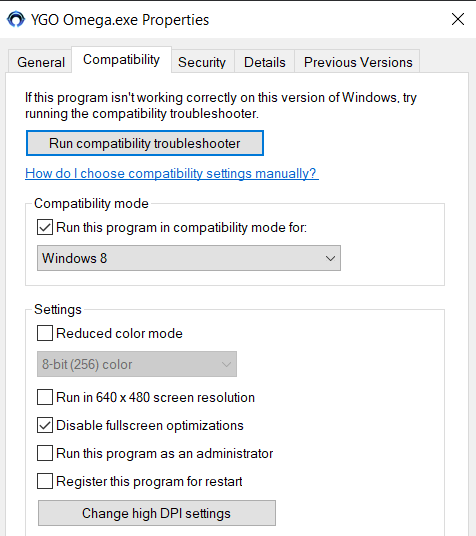 YGO Omega.exe Properties
General Compatibility Security Details Previous Versions
If this program isn't working correctly on this version of Windows, try
running the compatibility troubleshooter.
Run compatibility troubleshooter
How do I choose compatibility settings manually?
Compatibility mode
Run this program in compatibility mode for:
Windows 8
Settings
Reduced color mode
8-bit (256) color
Run in 640 x 480 screen resolution
Disable fullscreen optimizations
Run this program as an administrator
Register this program for restart
Change high DPI settings